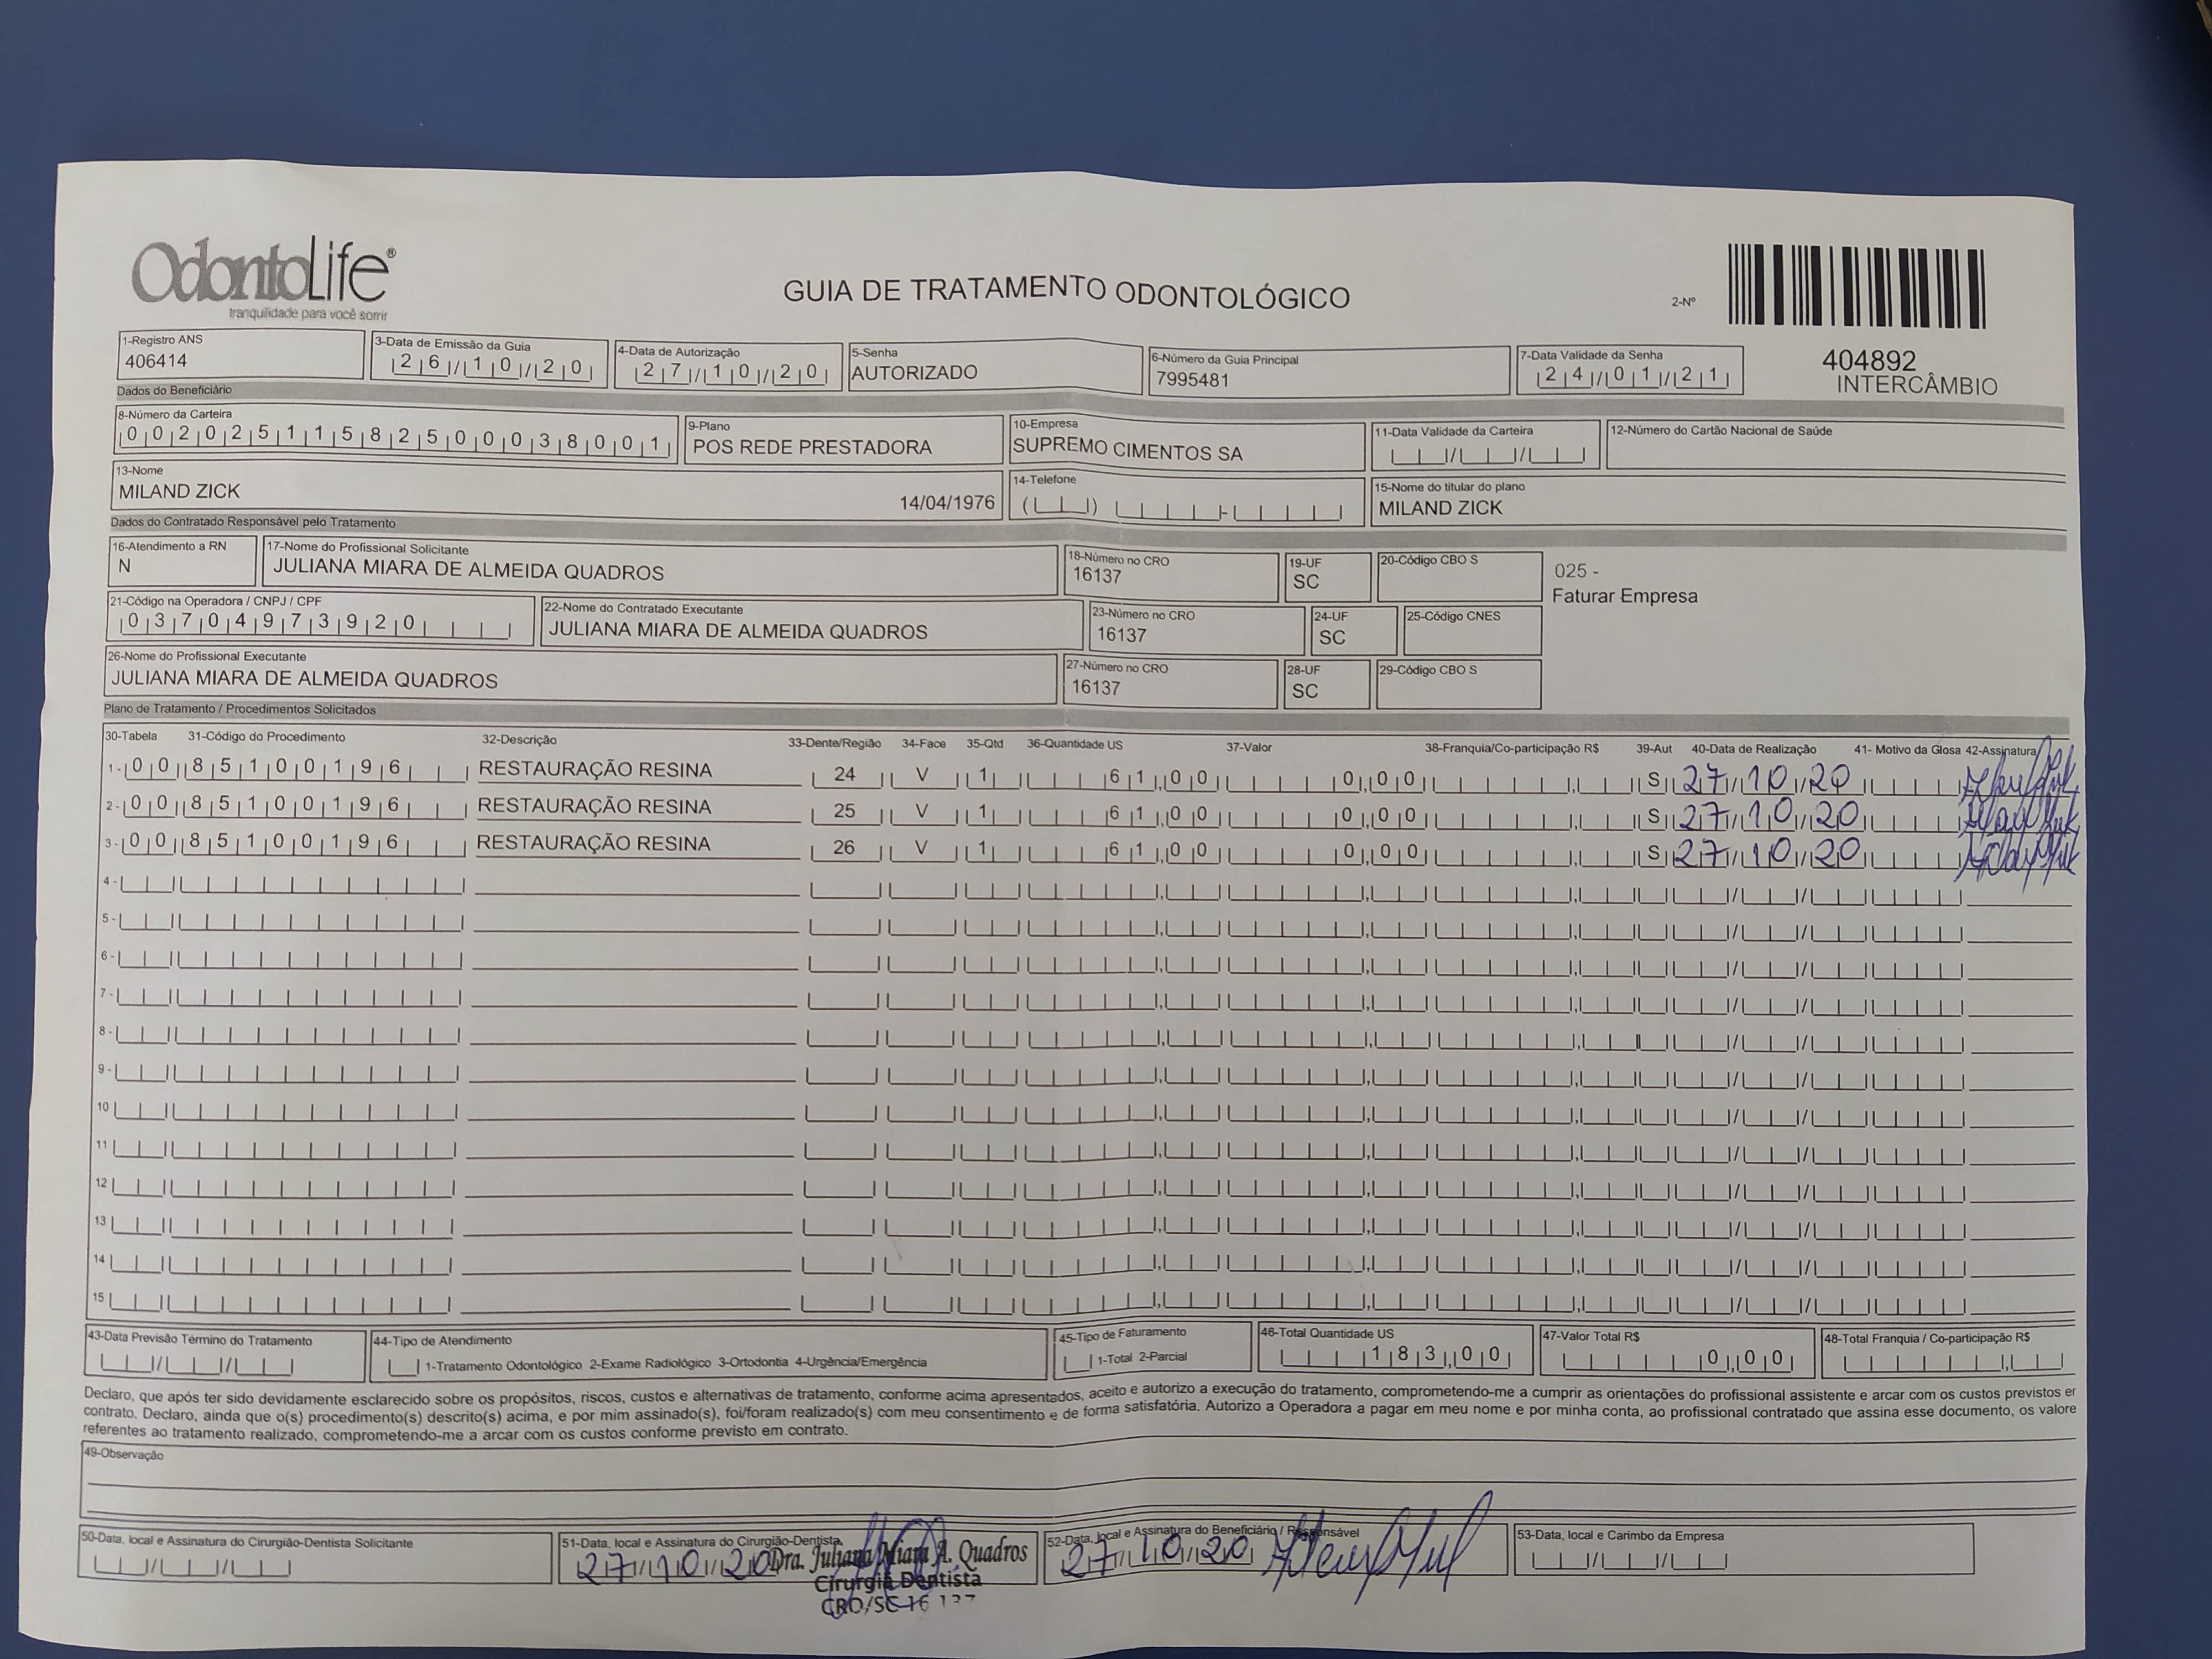 OdontoLife®
tranquilidade para você sorrir
GUIA DE TRATAMENTO ODONTOLÓGICO
2-Nº
404892
INTERCÂMBIO
1-Registro ANS
406414
3-Data de Emissão da Guia
26/10/20
4-Data de Autorização
27/10/20
5-Senha
AUTORIZADO
6-Número da Guia Principal
7995481
7-Data Validade da Senha
24/01/21
Dados do Beneficiário
8-Número da Carteira
00202511582500038001
9-Plano
POS REDE PRESTADORA
10-Empresa
SUPREMO CIMENTOS SA
11-Data Validade da Carteira
12-Número do Cartão Nacional de Saúde
13-Nome
MILAND ZICK
14/04/1976
14-Telefone
15-Nome do titular do plano
MILAND ZICK
Dados do Contratado Responsável pelo Tratamento
16-Atendimento a RN
N
17-Nome do Profissional Solicitante
JULIANA MIARA DE ALMEIDA QUADROS
18-Número no CRO
16137
19-UF
SC
20-Código CBO S
025 -
Faturar Empresa
21-Código na Operadora / CNPJ / CPF
03704973920
22-Nome do Contratado Executante
JULIANA MIARA DE ALMEIDA QUADROS
23-Número no CRO
16137
24-UF
SC
25-Código CNES
26-Nome do Profissional Executante
JULIANA MIARA DE ALMEIDA QUADROS
27-Número no CRO
16137
28-UF
SC
29-Código CBO S
Plano de Tratamento / Procedimentos Solicitados
30-Tabela 31-Código do Procedimento 32-Descrição 33-Dente/Região 34-Face 35-Qtd 36-Quantidade US 37-Valor 38-Franquia/Co-participação R$ 39-Aut 40-Data de Realização 41- Motivo da Glosa 42-Assinatura
1- 00 85100196 RESTAURAÇÃO RESINA 24 V 1 61,00 0,00 S 27/10/20
2- 00 85100196 RESTAURAÇÃO RESINA 25 V 1 61,00 0,00 S 27/10/20
3- 00 85100196 RESTAURAÇÃO RESINA 26 V 1 61,00 0,00 S 27/10/20
4-
5-
6-
7-
8-
9-
10
11
12
13
14
15
43-Data Previsão Término do Tratamento
44-Tipo de Atendimento
1-Tratamento Odontológico 2-Exame Radiológico 3-Ortodontia 4-Urgência/Emergência
45-Tipo de Faturamento
1-Total 2-Parcial
46-Total Quantidade US
183,00
47-Valor Total R$
0,00
48-Total Franquia / Co-participação R$
Declaro, que após ter sido devidamente esclarecido sobre os propósitos, riscos, custos e alternativas de tratamento, conforme acima apresentados, aceito e autorizo a execução do tratamento, comprometendo-me a cumprir as orientações do profissional assistente e arcar com os custos previstos er
contrato. Declaro, ainda que o(s) procedimento(s) descrito(s) acima, e por mim assinado(s), foi/foram realizado(s) com meu consentimento e de forma satisfatória. Autorizo a Operadora a pagar em meu nome e por minha conta, ao profissional contratado que assina esse documento, os valore
referentes ao tratamento realizado, comprometendo-me a arcar com os custos conforme previsto em contrato.
49-Observação
50-Data, local e Assinatura do Cirurgião-Dentista Solicitante
51-Data, local e Assinatura do Cirurgião-Dentista
27/10/20
Dra. Juliana Miara A. Quadros
Cirurgiã Dentista
CRO/SC 16 137
52-Data, local e Assinatura do Beneficiário / Responsável
27/10/20
53-Data, local e Carimbo da Empresa